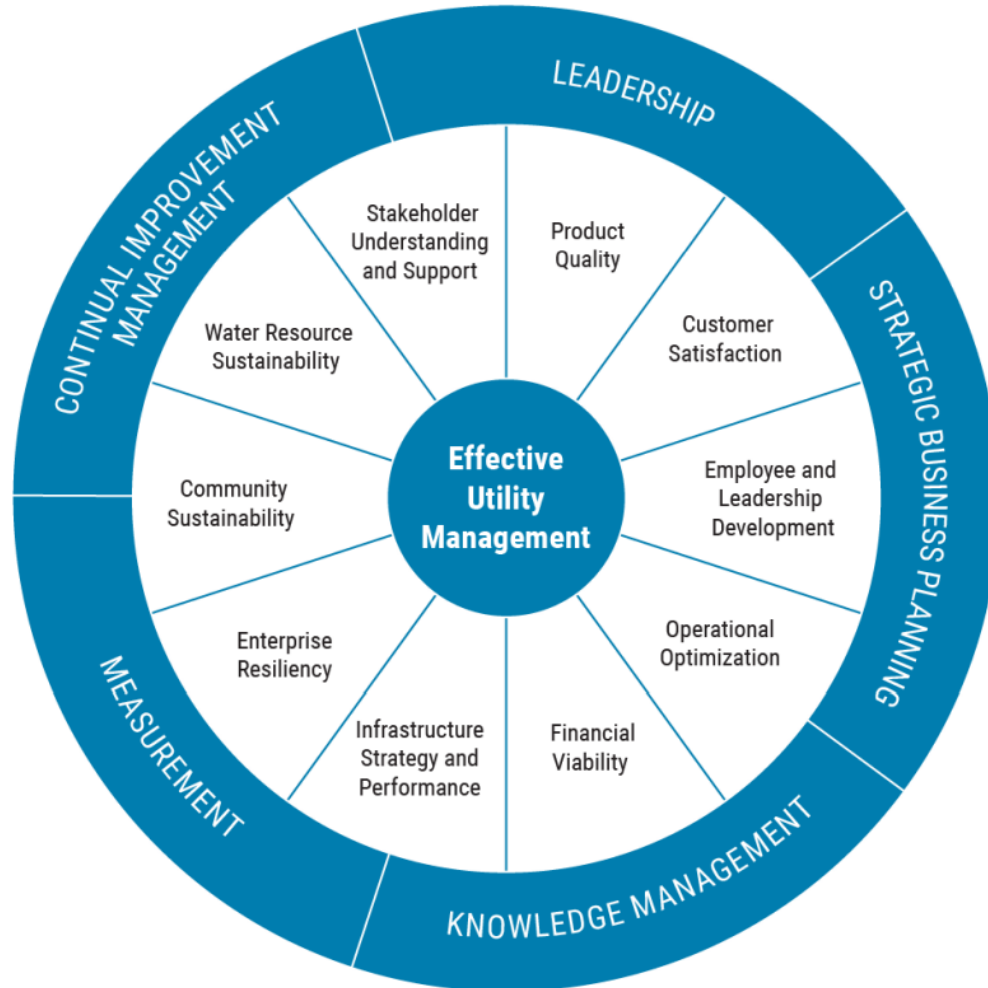 LEADERSHIP
STRATEGIC BUSINESS PLANNING
KNOWLEDGE MANAGEMENT
MEASUREMENT
CONTINUAL IMPROVEMENT
MANAGEMENT
Product
Quality
Customer
Satisfaction
Employee and
Leadership
Development
Operational
Optimization
Financial
Viability
Infrastructure
Strategy and
Performance
Enterprise
Resiliency
Community
Sustainability
Water Resource
Sustainability
Stakeholder
Understanding
and Support
Effective
Utility
Management